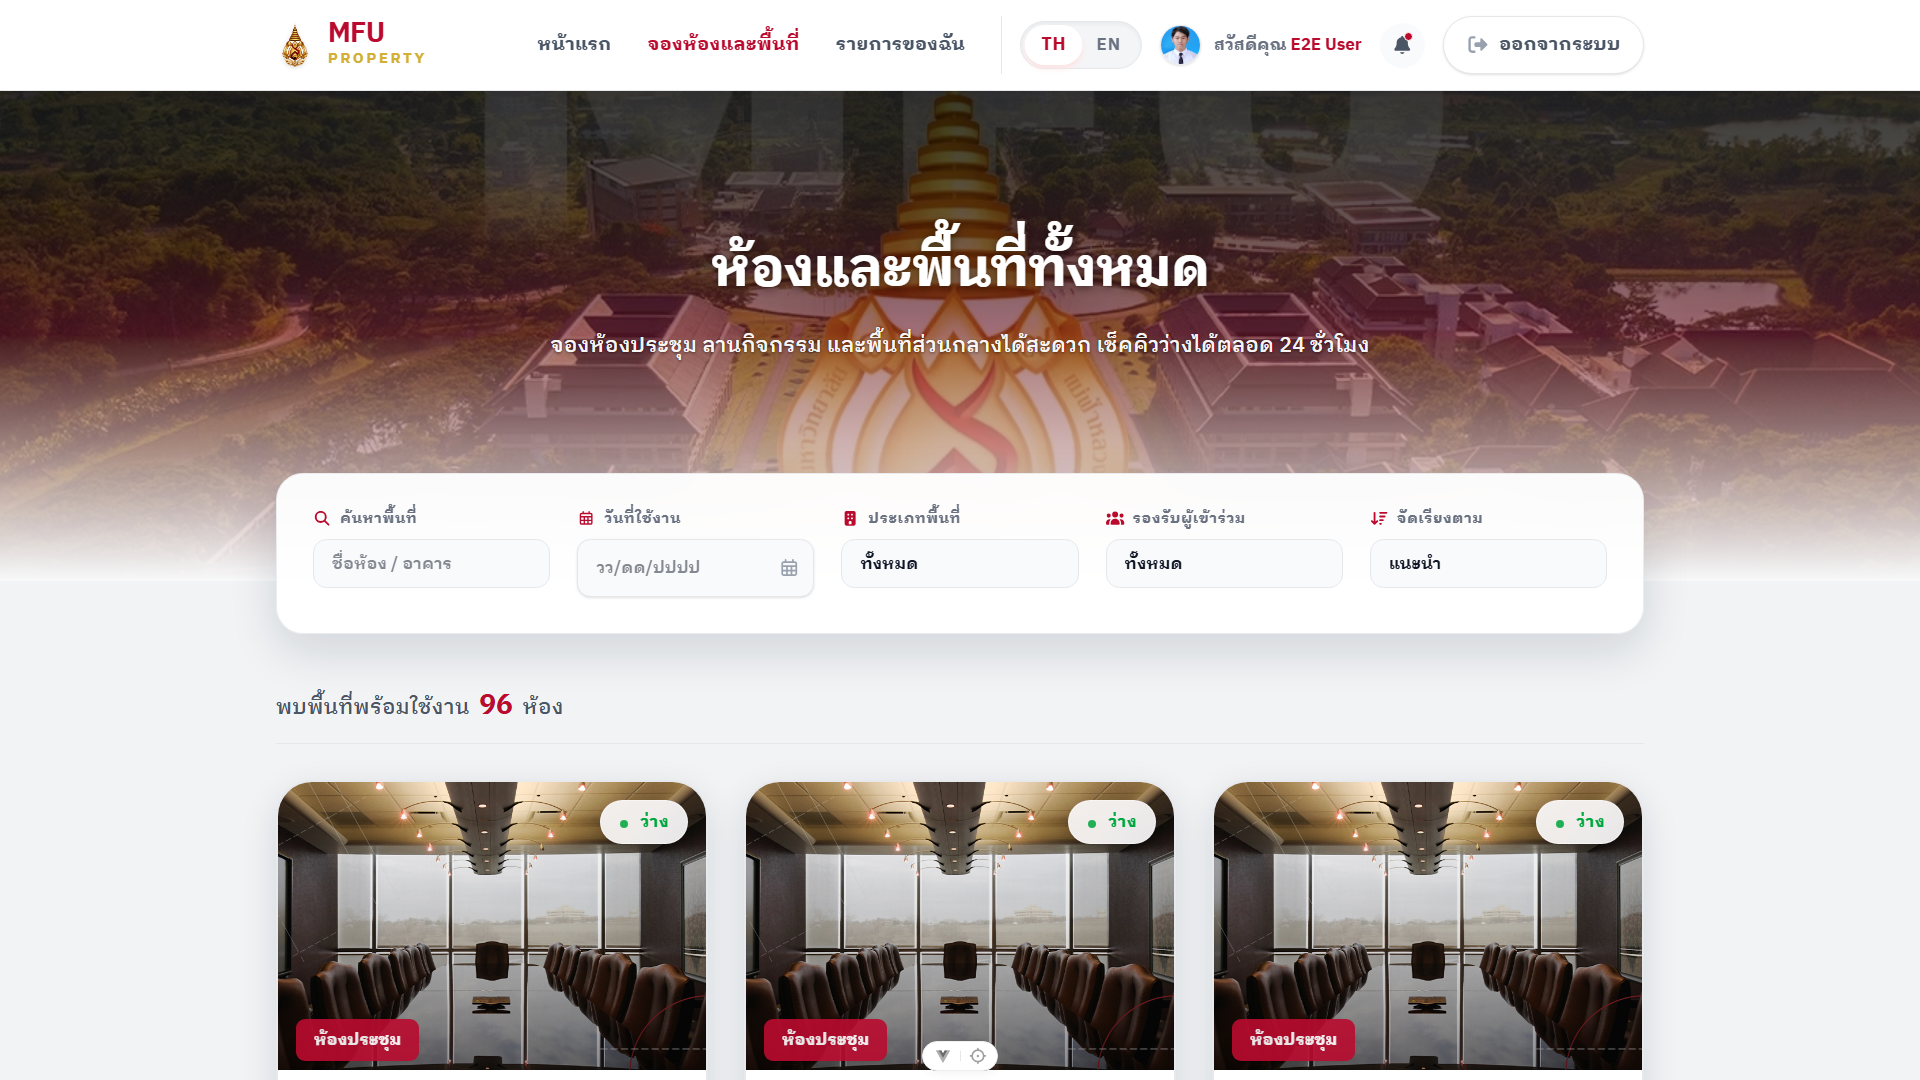 MFU
PROPERTY
หน้าแรก
จองห้องและพื้นที่
รายการของฉัน
TH
EN
สวัสดีคุณ E2E User
ออกจากระบบ
MFU
ห้องและพื้นที่ทั้งหมด
จองห้องประชุม ลานกิจกรรม และพื้นที่ส่วนกลางได้สะดวก เช็คคิวว่างได้ตลอด 24 ชั่วโมง
ค้นหาพื้นที่
วันที่ใช้งาน
ประเภทพื้นที่
รองรับผู้เข้าร่วม
จัดเรียงตาม
ชื่อห้อง / อาคาร
วว/ดด/ปปปป
ทั้งหมด
ทั้งหมด
แนะนำ
พบพื้นที่พร้อมใช้งาน 96 ห้อง
ว่าง
ว่าง
ว่าง
ห้องประชุม
ห้องประชุม
ห้องประชุม